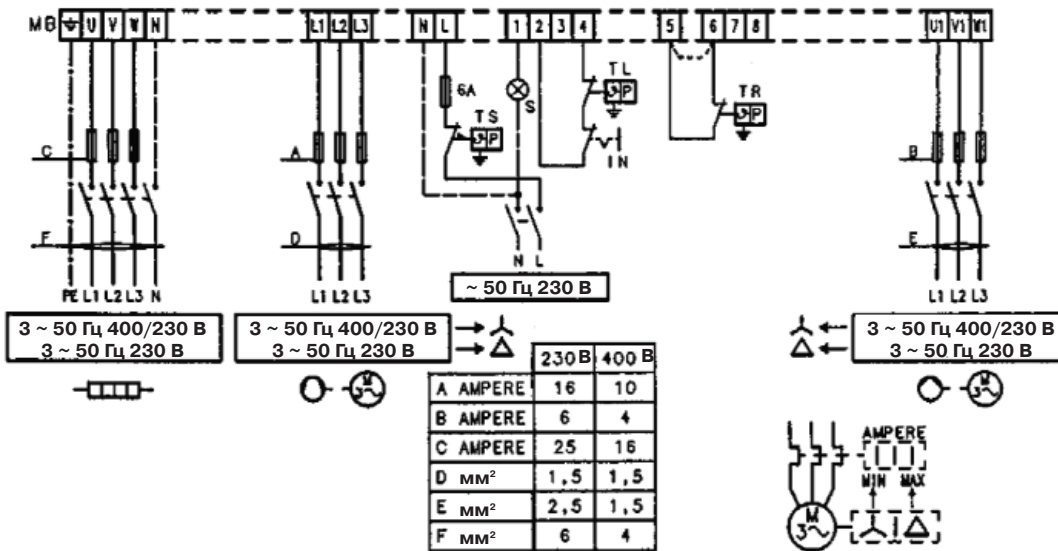 MB U V W N L1 L2 L3 N L 1 2 3 4 5 6 7 8 U1 V1 W1
6A S TL TR
TS
P P P
IN
C A B
F D E
N L
PE L1 L2 L3 N L1 L2 L3 L1 L2 L3
~ 50 Гц 230 В
3 ~ 50 Гц 400/230 В
3 ~ 50 Гц 230 В
3 ~ 50 Гц 400/230 В
3 ~ 50 Гц 230 В
3 ~ 50 Гц 400/230 В
3 ~ 50 Гц 230 В
M 3~
M 3~
230 В 400 В
A AMPERE 16 10
B AMPERE 6 4
C AMPERE 25 16
D мм² 1,5 1,5
E мм² 2,5 1,5
F мм² 6 4
AMPERE
MIN MAX
M 3~